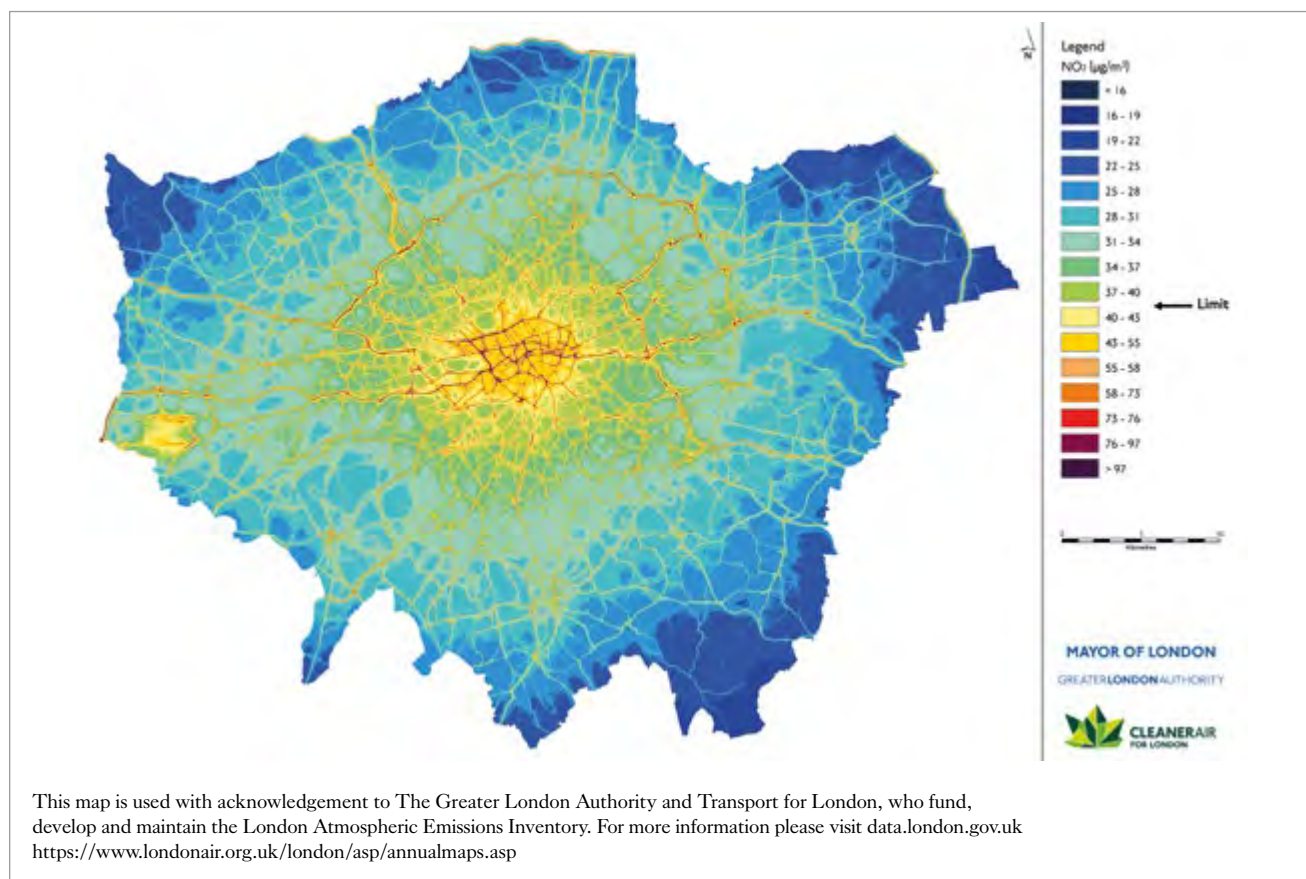 N
Legend
NO₂ (µg/m³)
< 16
16 - 19
19 - 22
22 - 25
25 - 28
28 - 31
31 - 34
34 - 37
37 - 40
Limit
40 - 43
43 - 55
55 - 58
58 - 73
73 - 76
76 - 97
> 97
Kilometres
MAYOR OF LONDON
GREATERLONDONAUTHORITY
CLEANERAIR
FOR LONDON
This map is used with acknowledgement to The Greater London Authority and Transport for London, who fund,
develop and maintain the London Atmospheric Emissions Inventory. For more information please visit data.london.gov.uk
https://www.londonair.org.uk/london/asp/annualmaps.asp